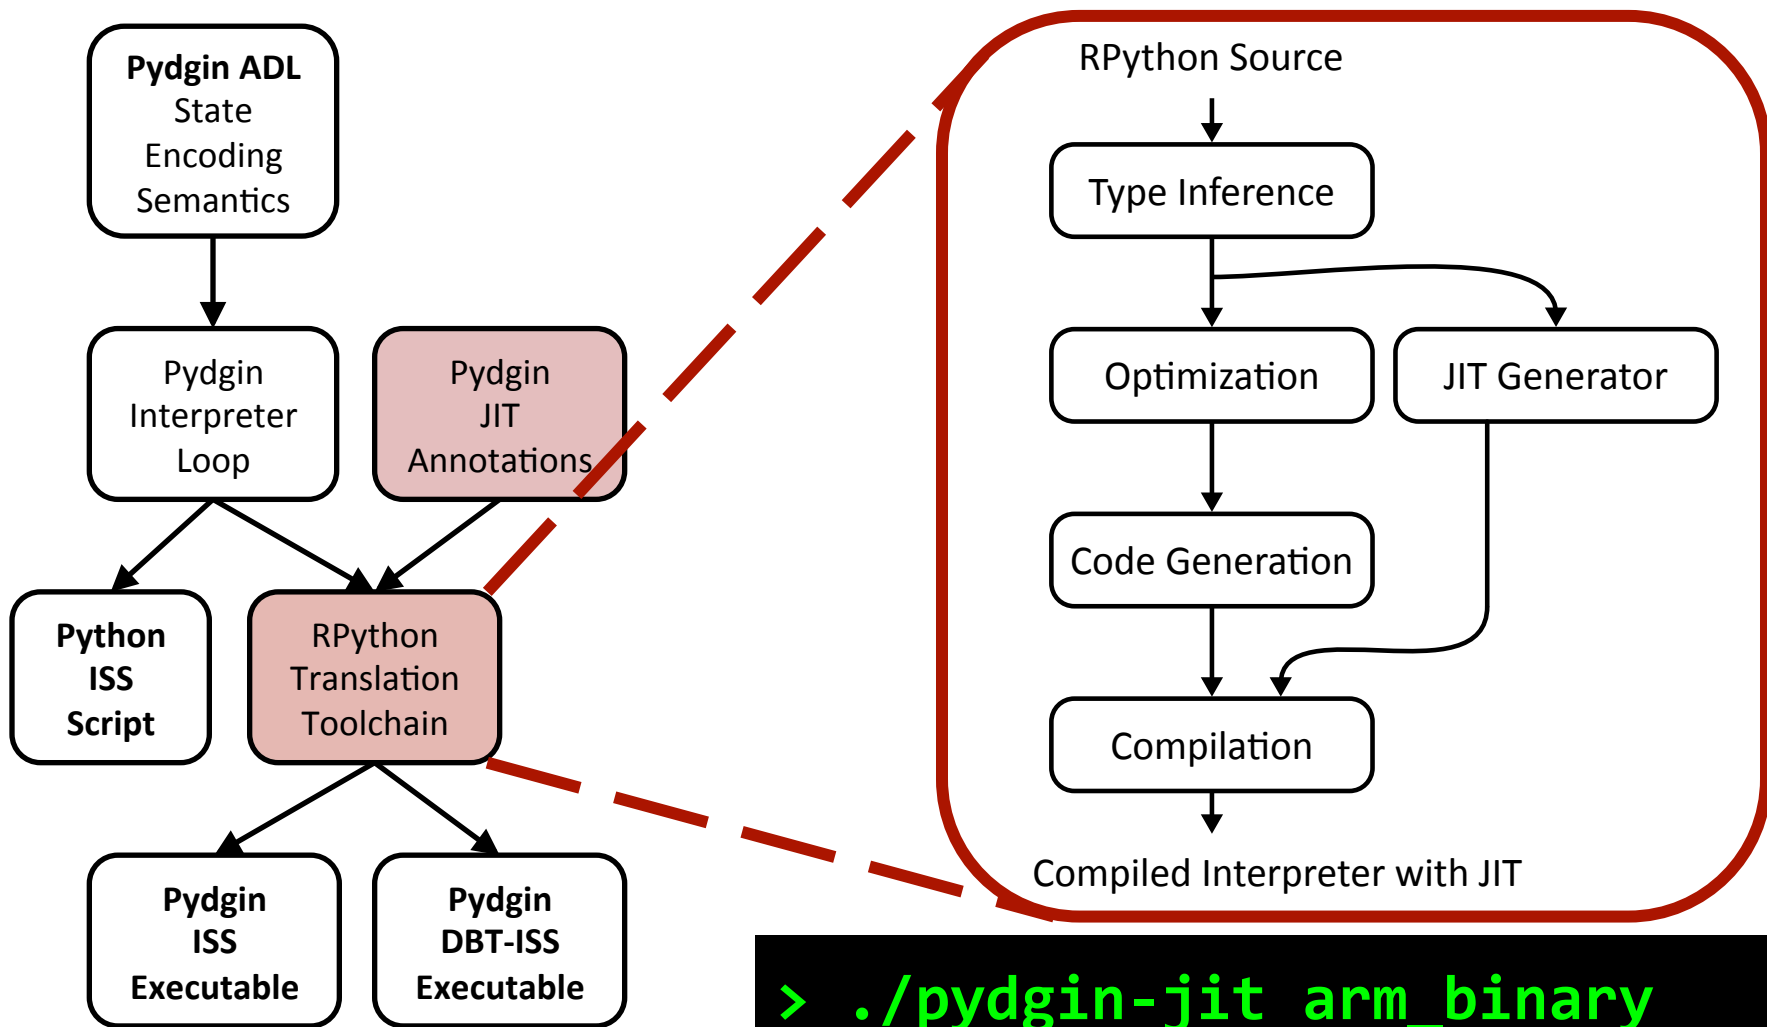 Pydgin ADL
State
Encoding
Semantics
Pydgin
Interpreter
Loop
Pydgin
JIT
Annotations
Python
ISS
Script
RPython
Translation
Toolchain
Pydgin
ISS
Executable
Pydgin
DBT-ISS
Executable
RPython Source
Type Inference
Optimization
JIT Generator
Code Generation
Compilation
Compiled Interpreter with JIT
> ./pydgin-jit arm_binary